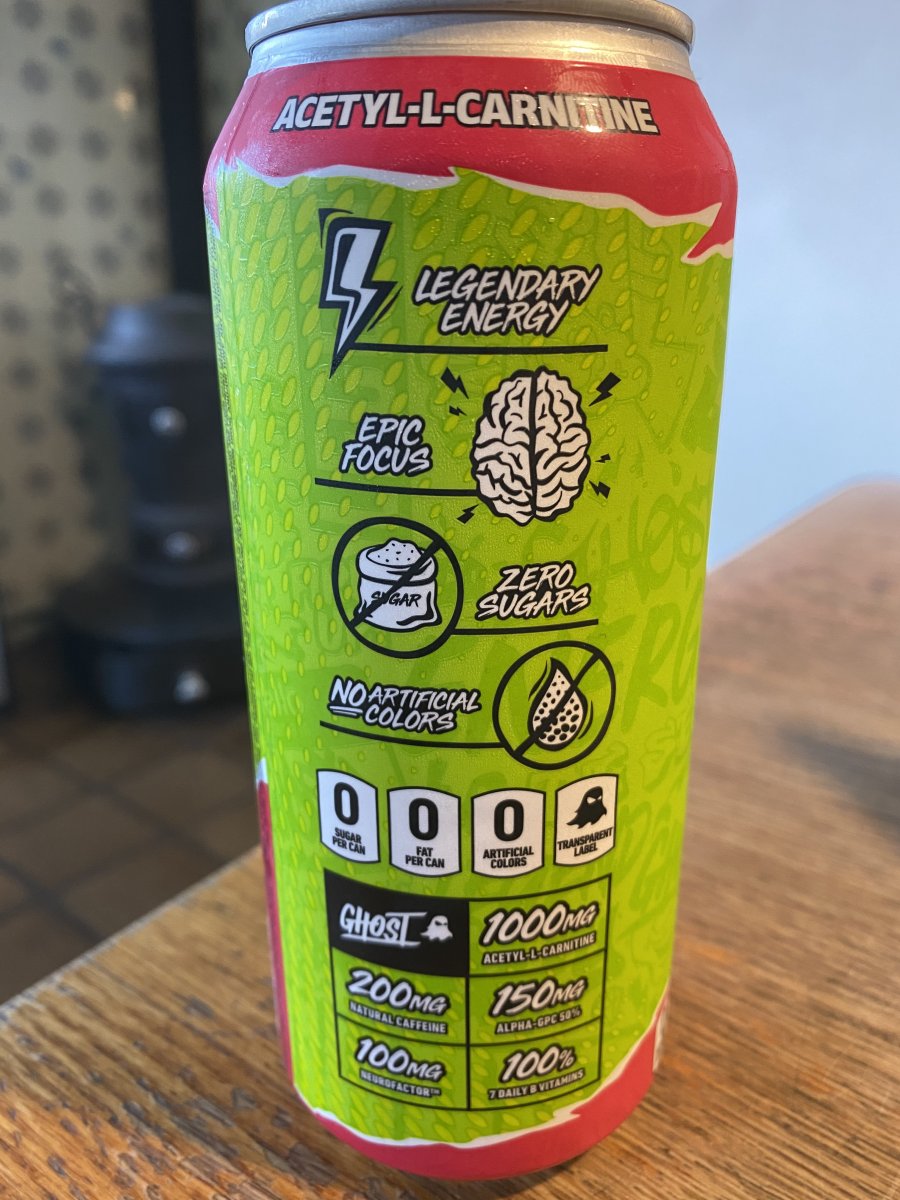 ACETYL-L-CARNITINE
LEGENDARY
ENERGY
EPIC
FOCUS
SUGAR
ZERO
SUGARS
NO ARTIFICIAL
COLORS
0
SUGAR
PER CAN
0
FAT
PER CAN
0
ARTIFICIAL
COLORS
TRANSPARENT
LABEL
GHOST
1000MG
ACETYL-L-CARNITINE
200MG
NATURAL CAFFEINE
150MG
ALPHA-GPC 50%
100MG
NEUROFACTOR™
100%
7 DAILY B VITAMINS